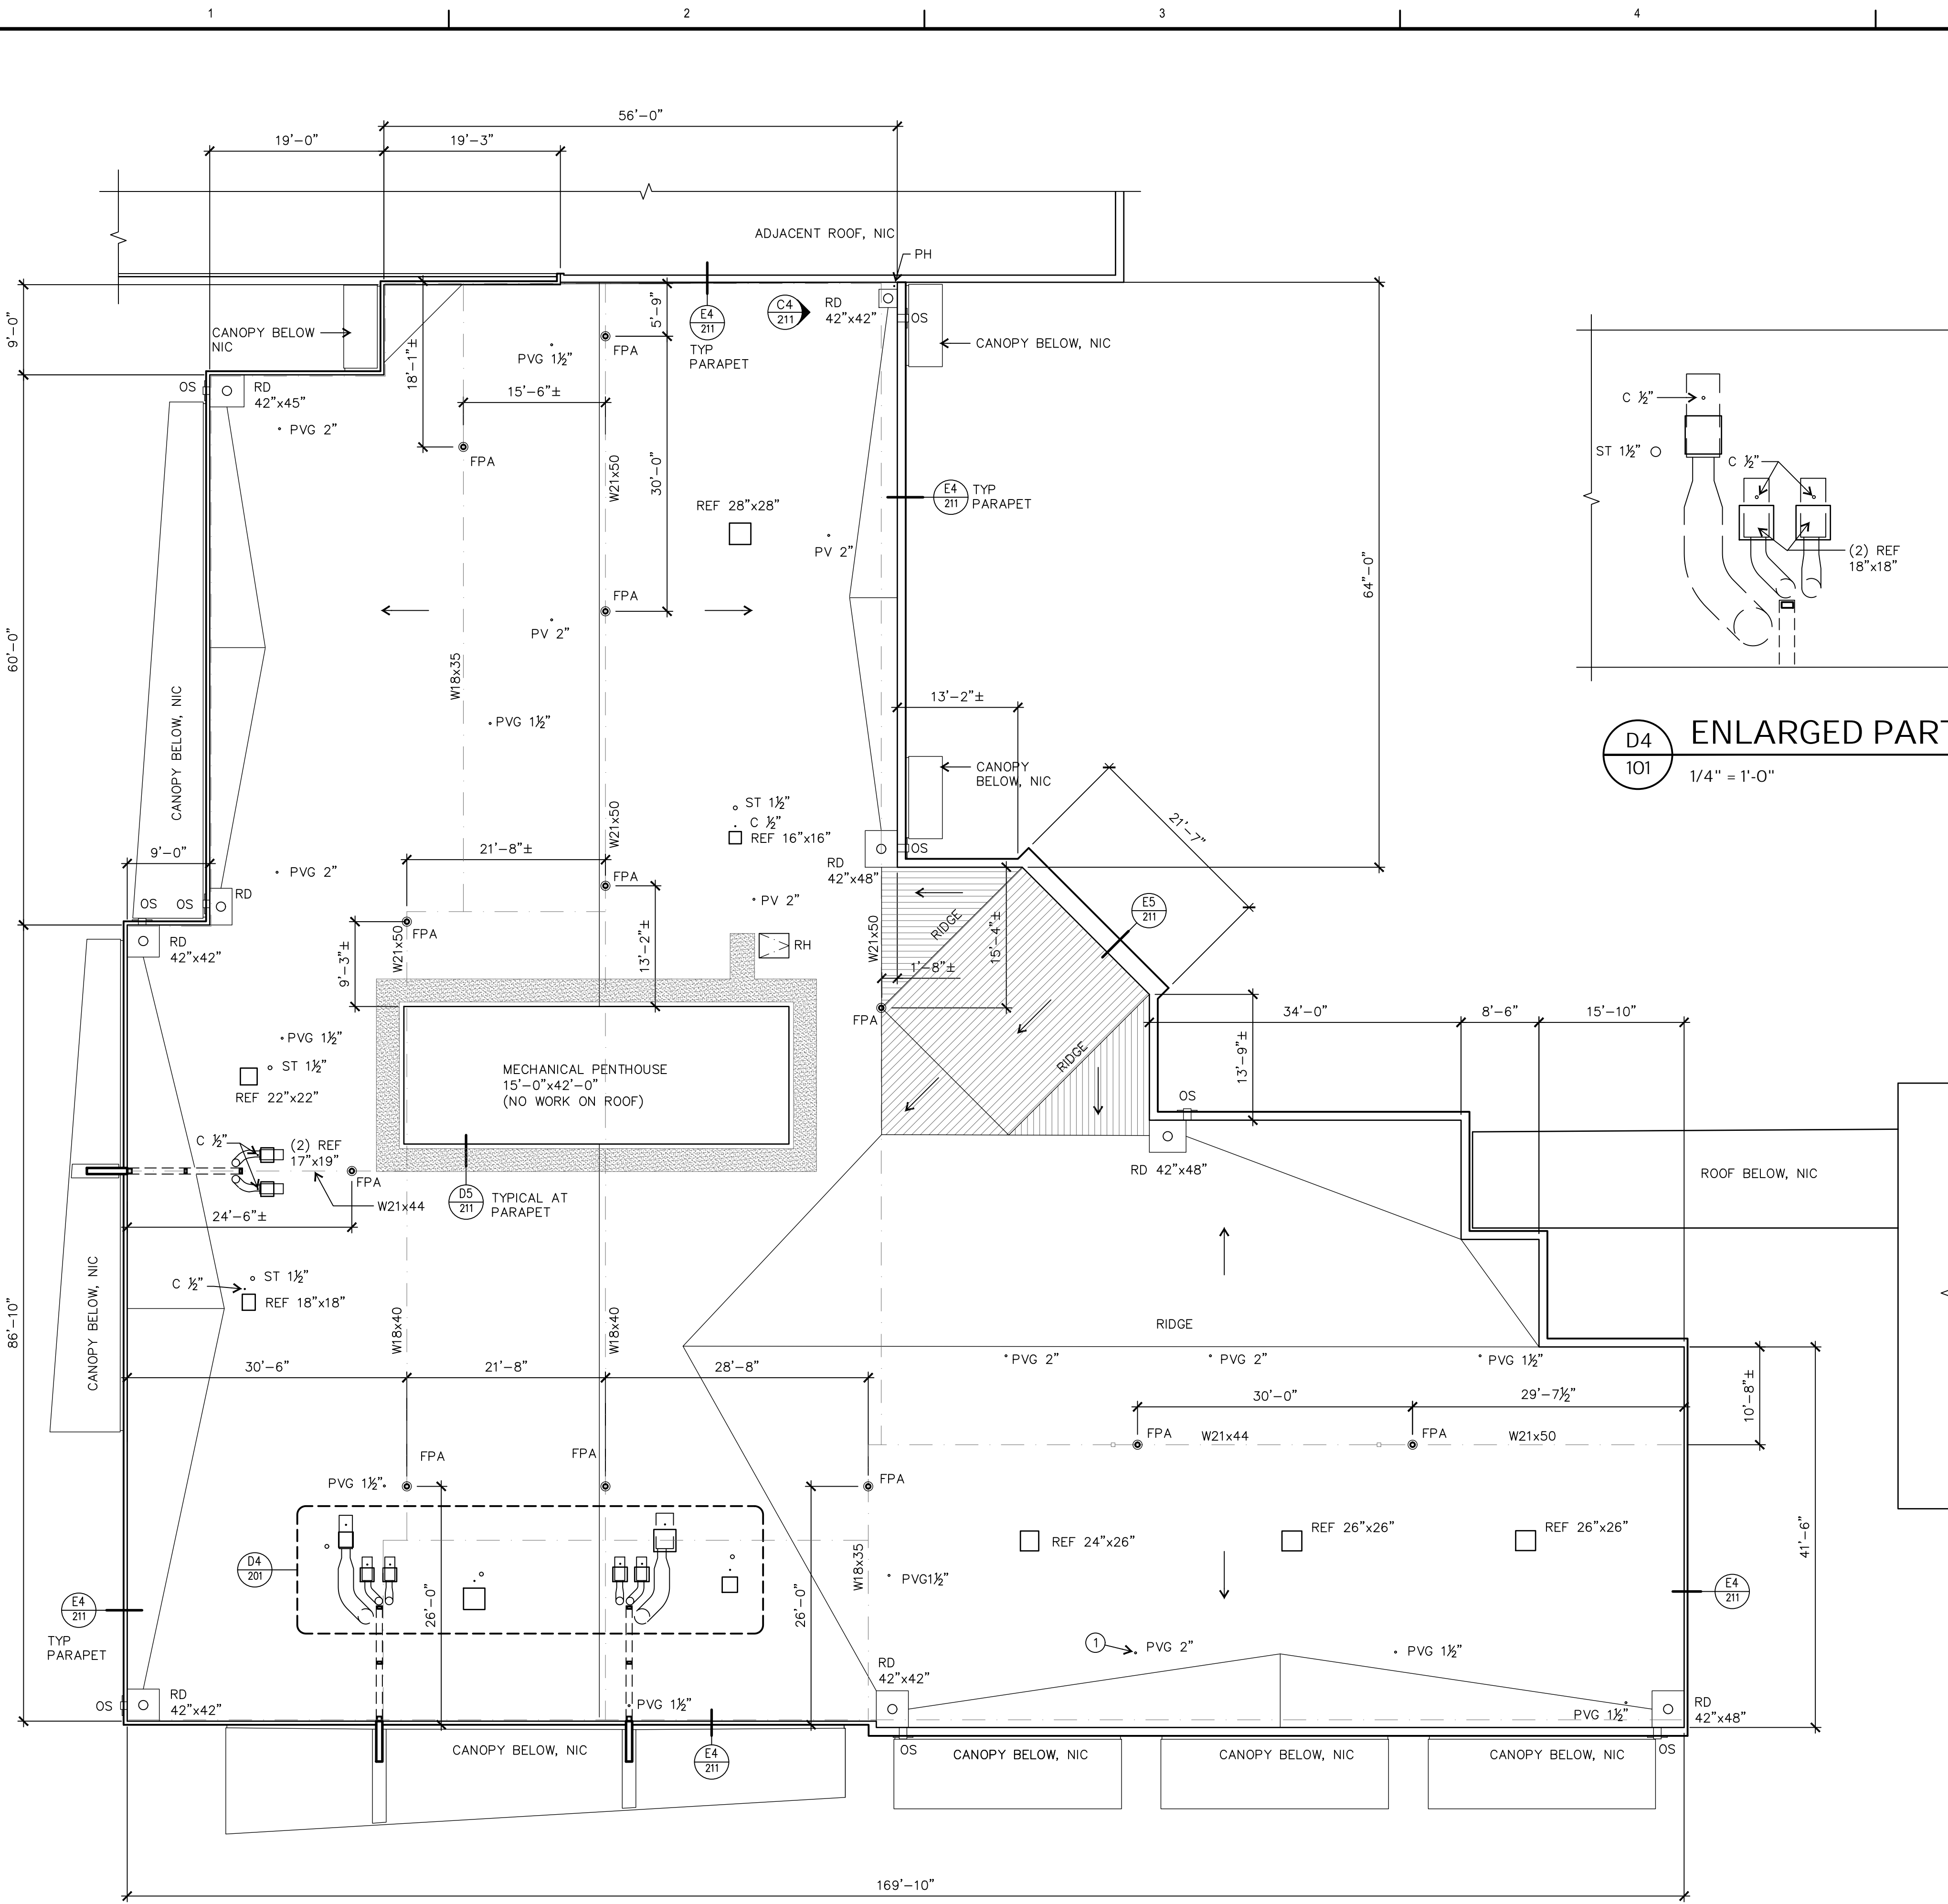 1
2
3
4
56'-0"
19'-0"
19'-3"
ADJACENT ROOF, NIC
PH
9'-0"
CANOPY BELOW
NIC
18'-1"±
PVG 1½"
5'-9"
FPA
E4
211
TYP
PARAPET
C4
211
RD
42"x42"
OS
CANOPY BELOW, NIC
OS
RD
42"x45"
PVG 2"
15'-6"±
FPA
W21x50
30'-0"
REF 28"x28"
PV 2"
E4
211
TYP
PARAPET
64"-0"
C ½"
ST 1½"
C ½"
(2) REF
18"x18"
D4
101
ENLARGED PART
1/4" = 1'-0"
60'-0"
CANOPY BELOW, NIC
W18x35
FPA
PV 2"
PVG 1½"
13'-2"±
CANOPY
BELOW, NIC
21'-7"
ST 1½"
C ½"
REF 16"x16"
W21x50
9'-0"
21'-8"±
RD
42"x48"
OS
PVG 2"
FPA
PV 2"
OS
OS
RD
RIDGE
E5
211
RD
42"x42"
FPA
W21x50
9'-3"±
13'-2"±
RH
W21x50
15'-4"±
1'-8"±
FPA
34'-0"
8'-6"
15'-10"
PVG 1½"
ST 1½"
REF 22"x22"
MECHANICAL PENTHOUSE
15'-0"x42'-0"
(NO WORK ON ROOF)
RIDGE
13'-9"±
OS
C ½"
(2) REF
17"x19"
FPA
W21x44
D5
211
TYPICAL AT
PARAPET
RD 42"x48"
ROOF BELOW, NIC
24'-6"±
86'-10"
CANOPY BELOW, NIC
C ½"
ST 1½"
REF 18"x18"
W18x40
W18x40
RIDGE
PVG 2"
PVG 2"
PVG 1½"
30'-6"
21'-8"
28'-8"
30'-0"
29'-7½"
10'-8"±
FPA
W21x44
FPA
W21x50
FPA
FPA
FPA
PVG 1½"
D4
201
26'-0"
26'-0"
W18x35
REF 24"x26"
REF 26"x26"
REF 26"x26"
41'-6"
PVG1½"
E4
211
TYP
PARAPET
E4
211
1
PVG 2"
PVG 1½"
RD
42"x42"
OS
RD
42"x42"
PVG 1½"
PVG 1½"
RD
42"x48"
CANOPY BELOW, NIC
E4
211
OS
CANOPY BELOW, NIC
CANOPY BELOW, NIC
CANOPY BELOW, NIC
OS
169'-10"